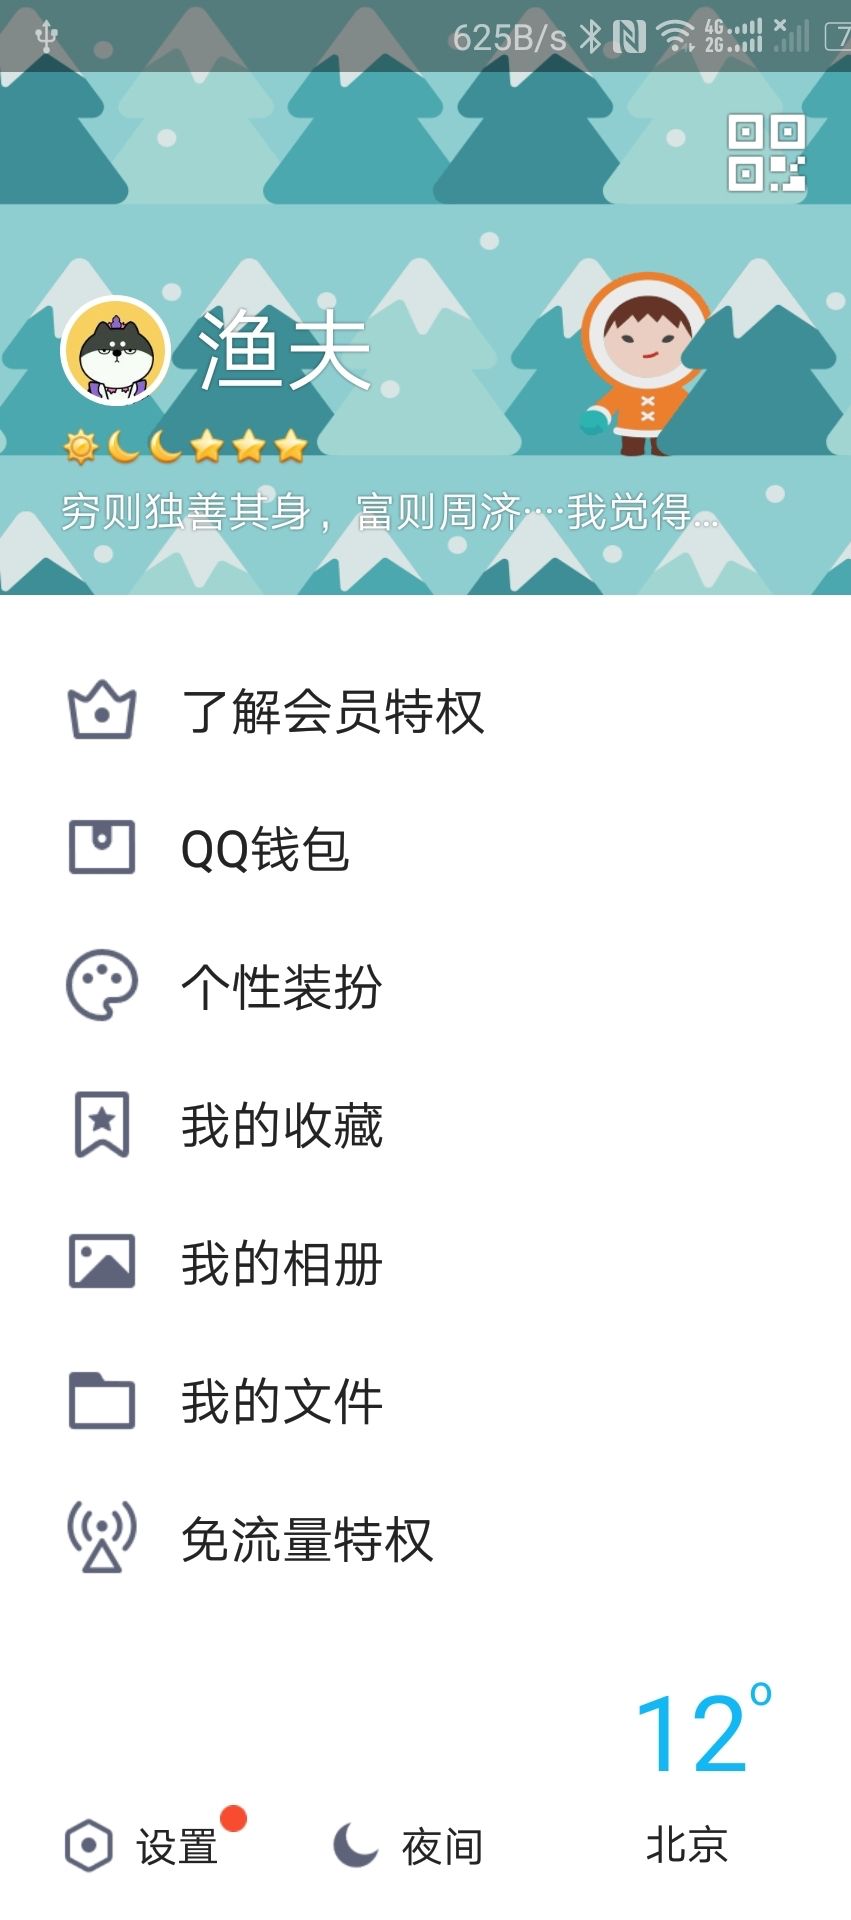 625B/s 4G 2G 7
渔夫
穷则独善其身，富则周济····我觉得...
了解会员特权
QQ钱包
个性装扮
我的收藏
我的相册
我的文件
免流量特权
12°
设置 夜间 北京